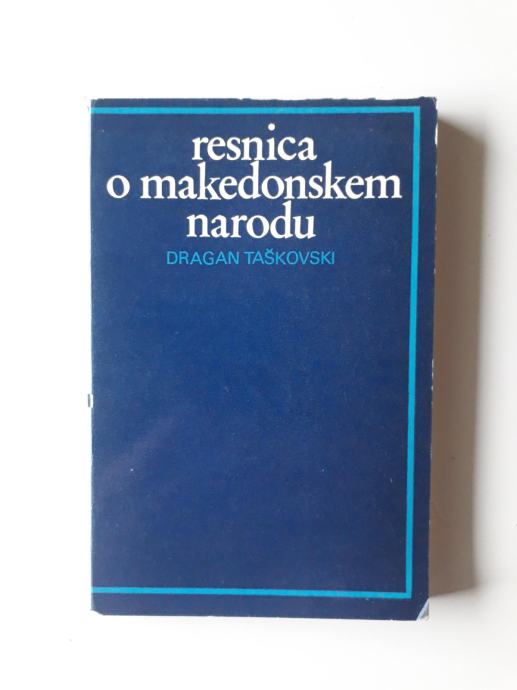 resnica
o makedonskem
narodu
DRAGAN TAŠKOVSKI